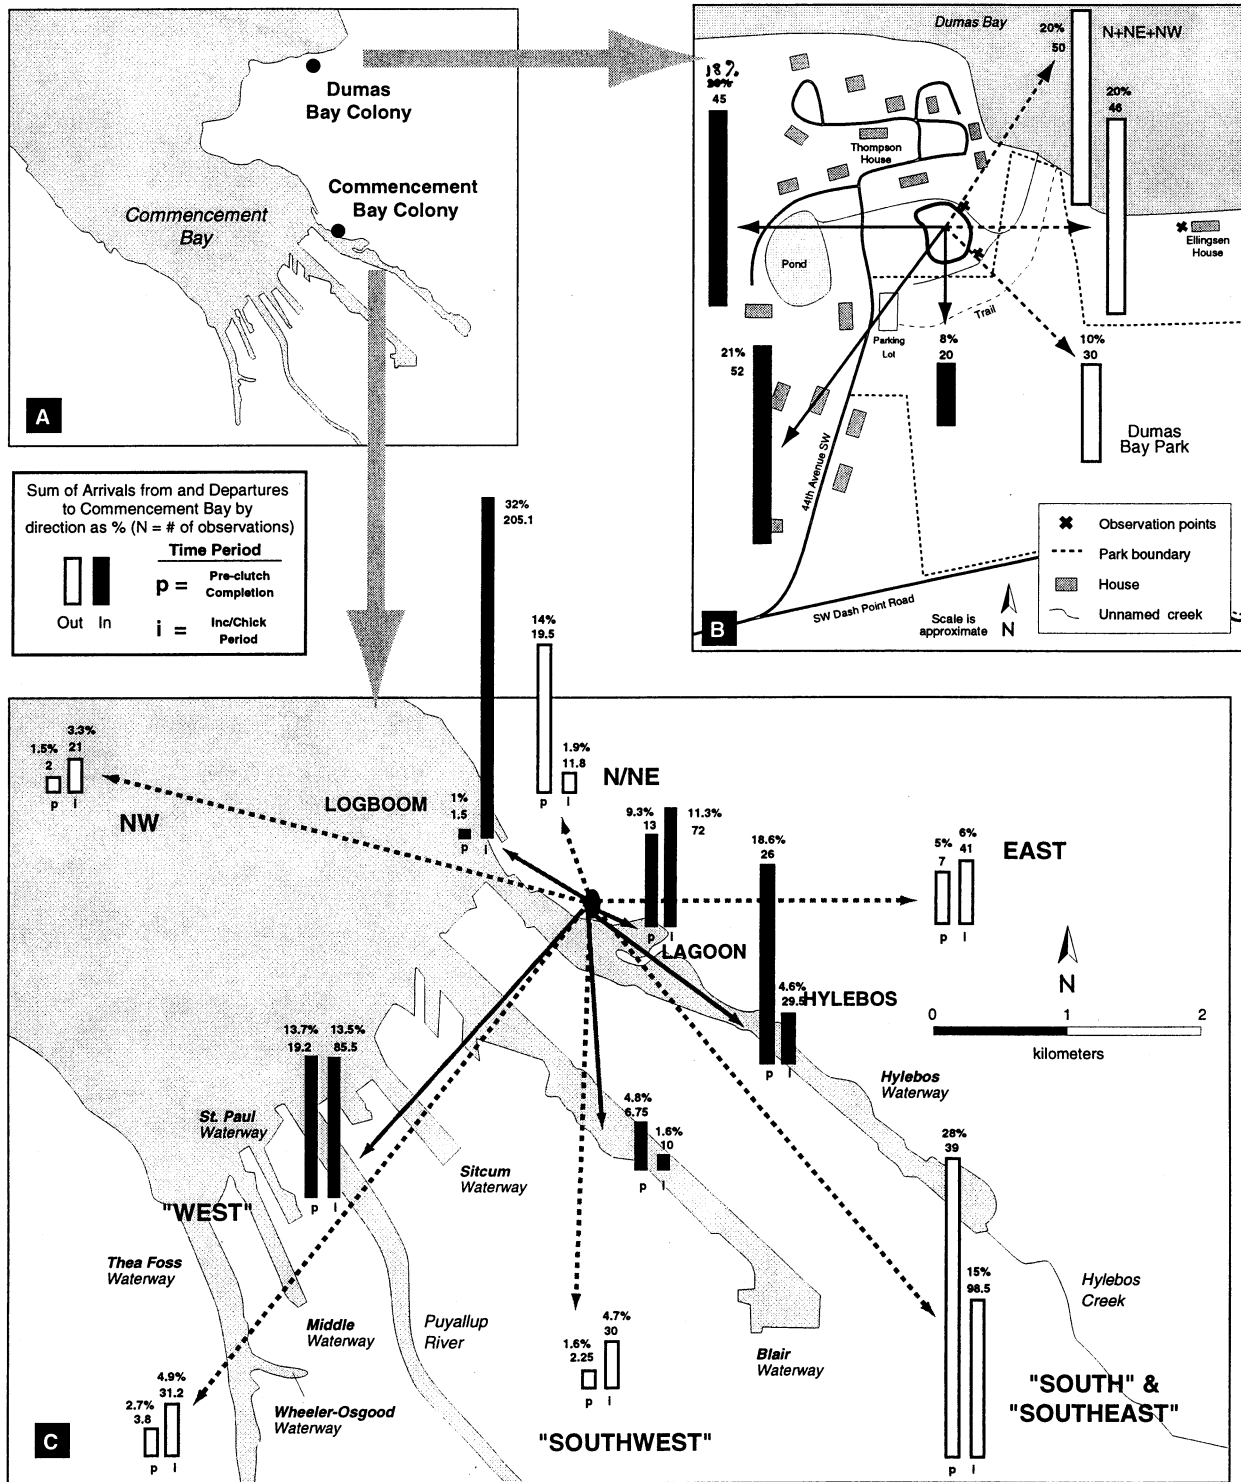 Dumas
Bay Colony
Commencement
Bay Colony
Commencement
Bay
A
Dumas Bay
20%
50
N+NE+NW
18%
45
20%
46
Thompson
House
Ellingsen
House
Pond
Trail
Parking
Lot
8%
20
10%
30
21%
52
Dumas
Bay Park
44th Avenue SW
SW Dash Point Road
Scale is
approximate
N
Observation points
Park boundary
House
Unnamed creek
B
Sum of Arrivals from and Departures
to Commencement Bay by
direction as % (N = # of observations)
Time Period
p = Pre-clutch
Completion
i = Inc/Chick
Period
Out In
32%
205.1
14%
19.5
p
1.9%
11.8
i
N/NE
1.5%
2
p
3.3%
21
i
NW
LOGBOOM
1%
1.5
p
i
9.3%
13
p
11.3%
72
i
LAGOON
18.6%
26
p
4.6%
29.5
i
HYLEBOS
5%
7
p
6%
41
i
EAST
N
0 1 2
kilometers
13.7%
19.2
p
13.5%
85.5
i
"WEST"
St. Paul
Waterway
Sitcum
Waterway
4.8%
6.75
p
1.6%
10
i
Hylebos
Waterway
28%
39
p
15%
98.5
i
Hylebos
Creek
Thea Foss
Waterway
Middle
Waterway
Puyallup
River
Blair
Waterway
1.6%
2.25
p
4.7%
30
i
"SOUTHWEST"
"SOUTH" &
"SOUTHEAST"
2.7%
3.8
p
4.9%
31.2
i
Wheeler-Osgood
Waterway
C